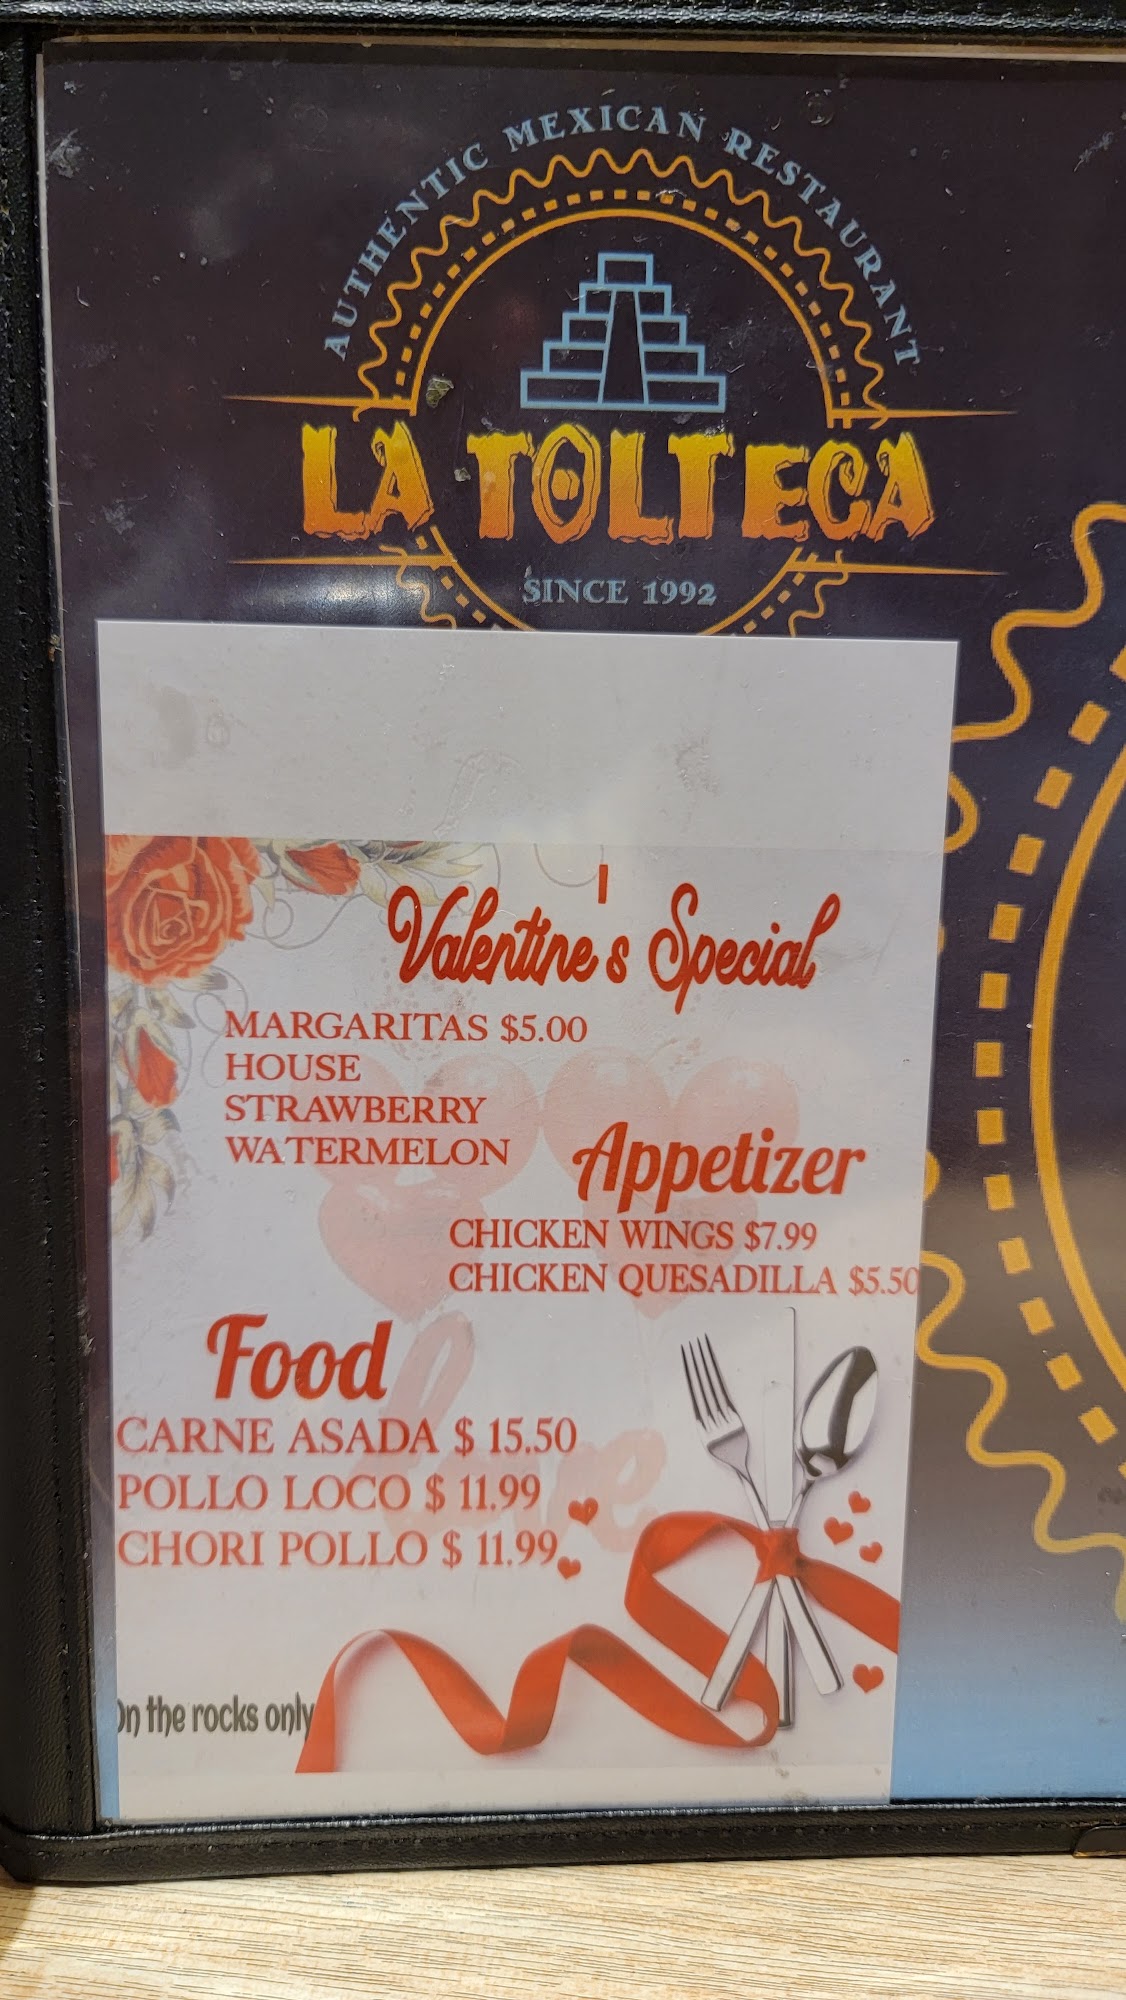 AUTHENTIC MEXICAN RESTAURANT
LA TOLTECA
SINCE 1992
Valentine's Special
MARGARITAS $5.00
HOUSE
STRAWBERRY
WATERMELON
Appetizer
CHICKEN WINGS $7.99
CHICKEN QUESADILLA $5.50
Food
CARNE ASADA $ 15.50
POLLO LOCO $ 11.99
CHORI POLLO $ 11.99
love
On the rocks only